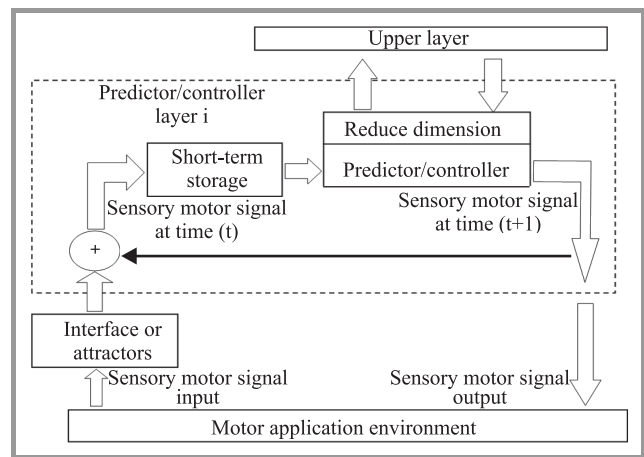 Upper layer
Predictor/controller
layer i
Reduce dimension
Predictor/controller
Short-term
storage
Sensory motor signal
at time (t)
Sensory motor signal
at time (t+1)
+
Interface or
attractors
Sensory motor signal
input
Sensory motor signal
output
Motor application environment